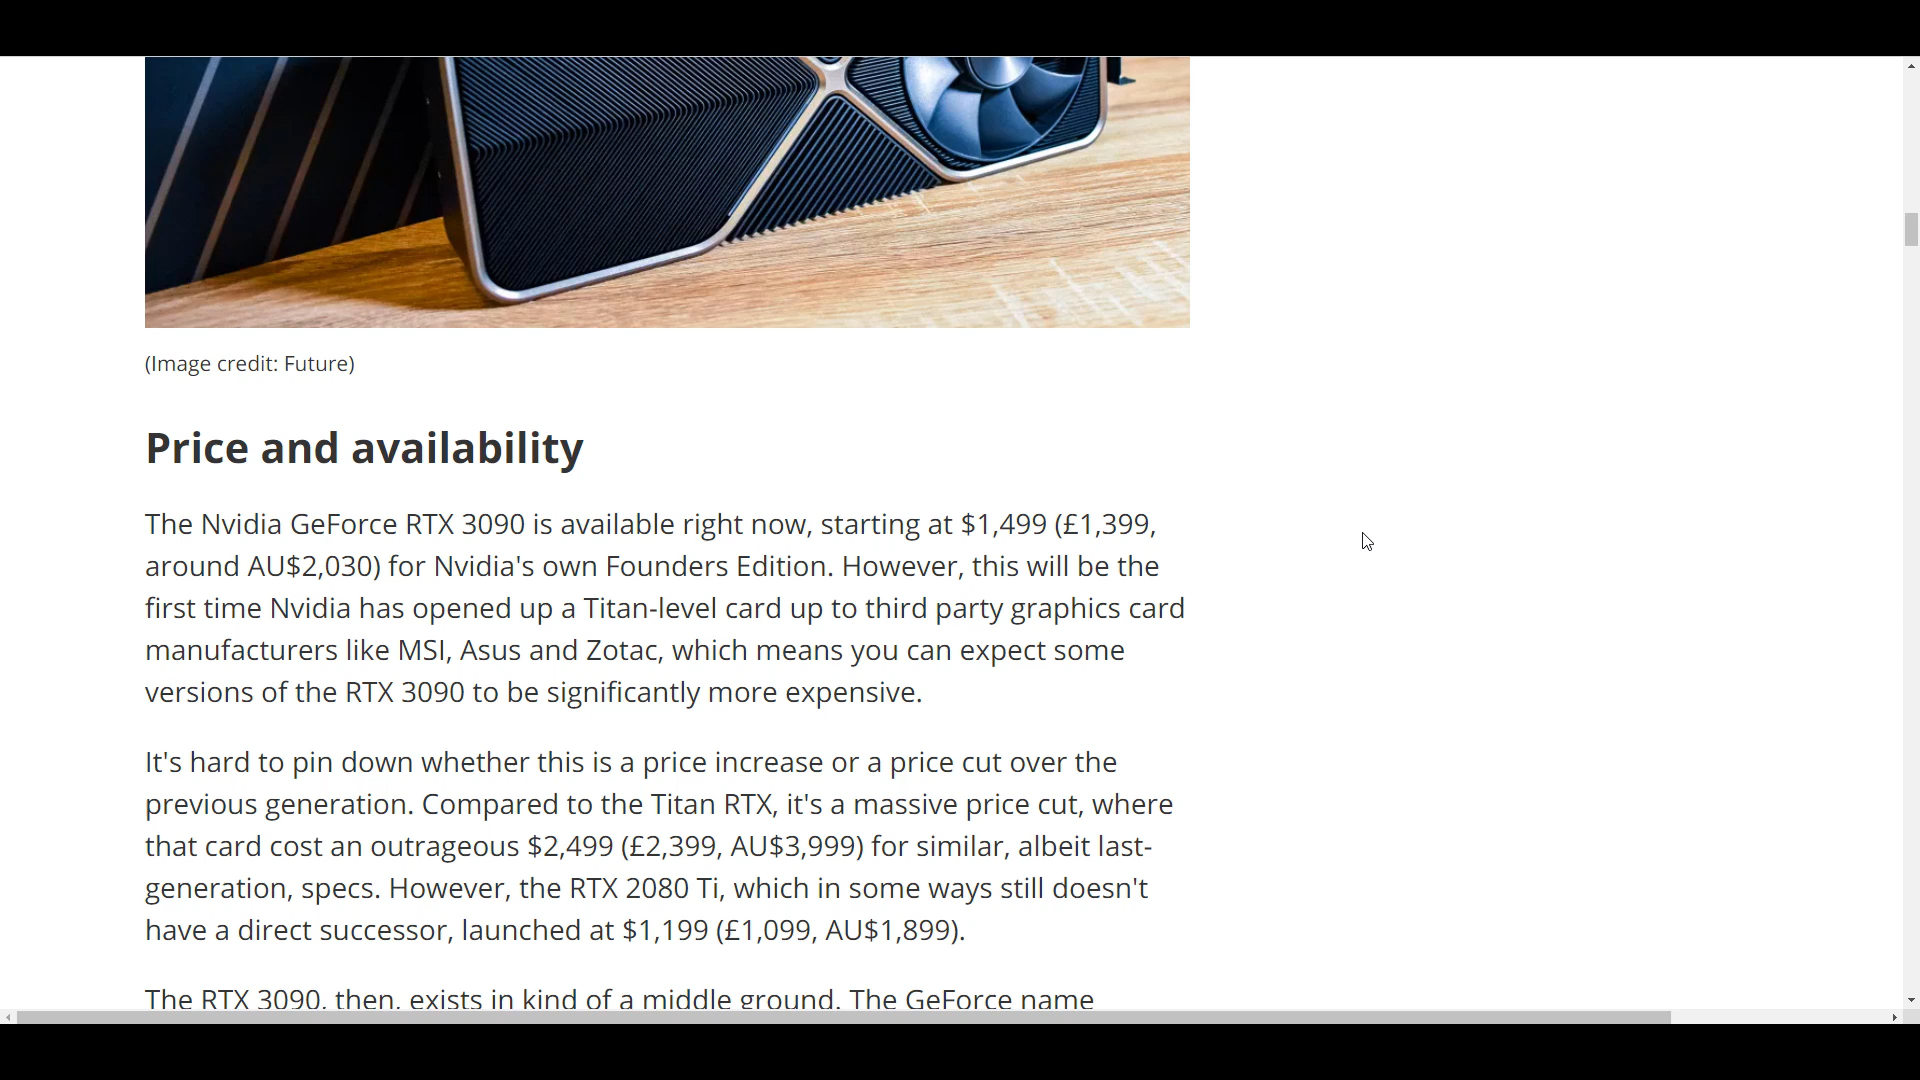 (Image credit: Future)
Price and availability
The Nvidia GeForce RTX 3090 is available right now, starting at $1,499 (£1,399,
around AU$2,030) for Nvidia's own Founders Edition. However, this will be the
first time Nvidia has opened up a Titan-level card up to third party graphics card
manufacturers like MSI, Asus and Zotac, which means you can expect some
versions of the RTX 3090 to be significantly more expensive.
It's hard to pin down whether this is a price increase or a price cut over the
previous generation. Compared to the Titan RTX, it's a massive price cut, where
that card cost an outrageous $2,499 (£2,399, AU$3,999) for similar, albeit last-
generation, specs. However, the RTX 2080 Ti, which in some ways still doesn't
have a direct successor, launched at $1,199 (£1,099, AU$1,899).
The RTX 3090, then, exists in kind of a middle ground. The GeForce name